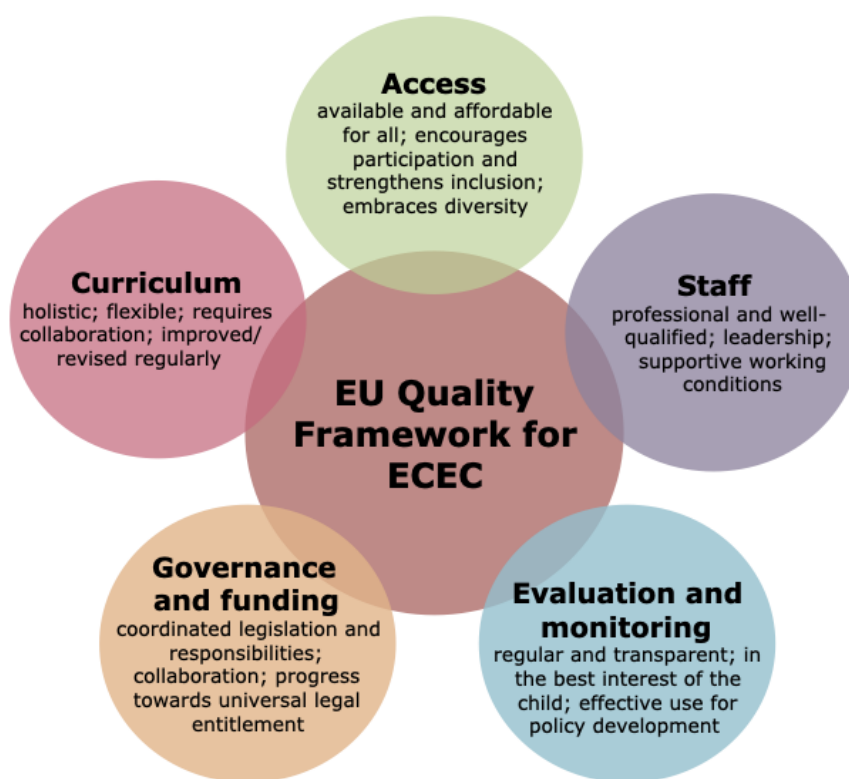 Access
available and affordable
for all; encourages
participation and
strengthens inclusion;
embraces diversity
Curriculum
holistic; flexible; requires
collaboration; improved/
revised regularly
Staff
professional and well-
qualified; leadership;
supportive working
conditions
EU Quality
Framework for
ECEC
Governance
and funding
coordinated legislation and
responsibilities;
collaboration; progress
towards universal legal
entitlement
Evaluation and
monitoring
regular and transparent; in
the best interest of the
child; effective use for
policy development